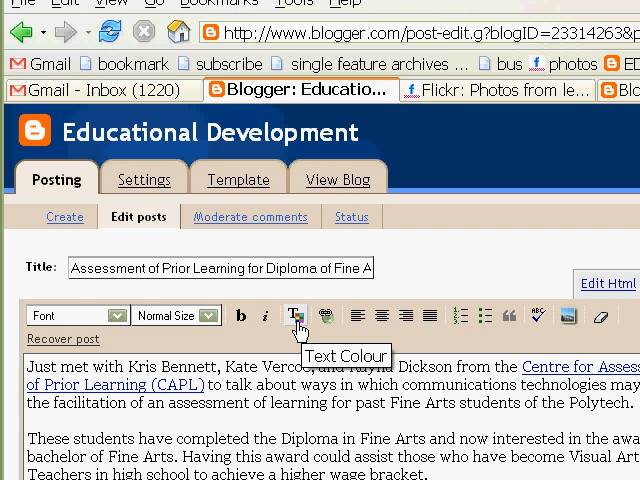 File Edit View Go Bookmarks Tools Help
http://www.blogger.com/post-edit.g?blogID=23314263&p
Gmail bookmark subscribe single feature archives ... bus photos ED
Gmail - Inbox (1220) Blogger: Educatio... Flickr: Photos from le... Blo
Educational Development
Posting Settings Template View Blog
Create Edit posts Moderate comments Status
Title: Assessment of Prior Learning for Diploma of Fine A
Edit Html
Font Normal Size b i T ABC
Recover post
Text Colour
Just met with Kris Bennett, Kate Verco Dickson from the Centre for Assess
of Prior Learning (CAPL) to talk about ways in which communications technologies may
the facilitation of an assessment of learning for past Fine Arts students of the Polytech.
These students have completed the Diploma in Fine Arts and now interested in the awa
bachelor of Fine Arts. Having this award could assist those who have become Visual Art
Teachers in high school to achieve a higher wage bracket.